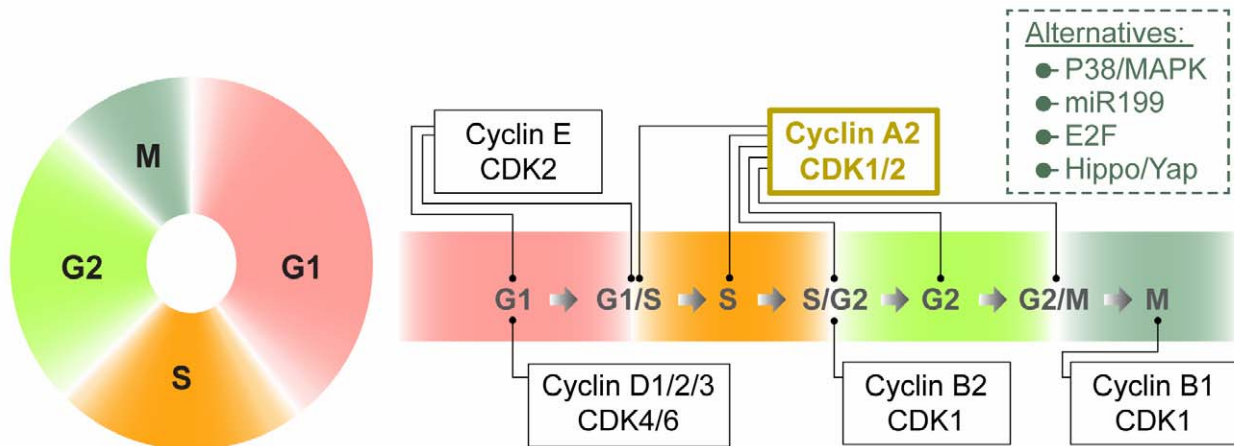 M
G1
G2
S
Cyclin E
CDK2
Cyclin A2
CDK1/2
Alternatives:
P38/MAPK
miR199
E2F
Hippo/Yap
G1 G1/S S S/G2 G2 G2/M M
Cyclin D1/2/3
CDK4/6
Cyclin B2
CDK1
Cyclin B1
CDK1